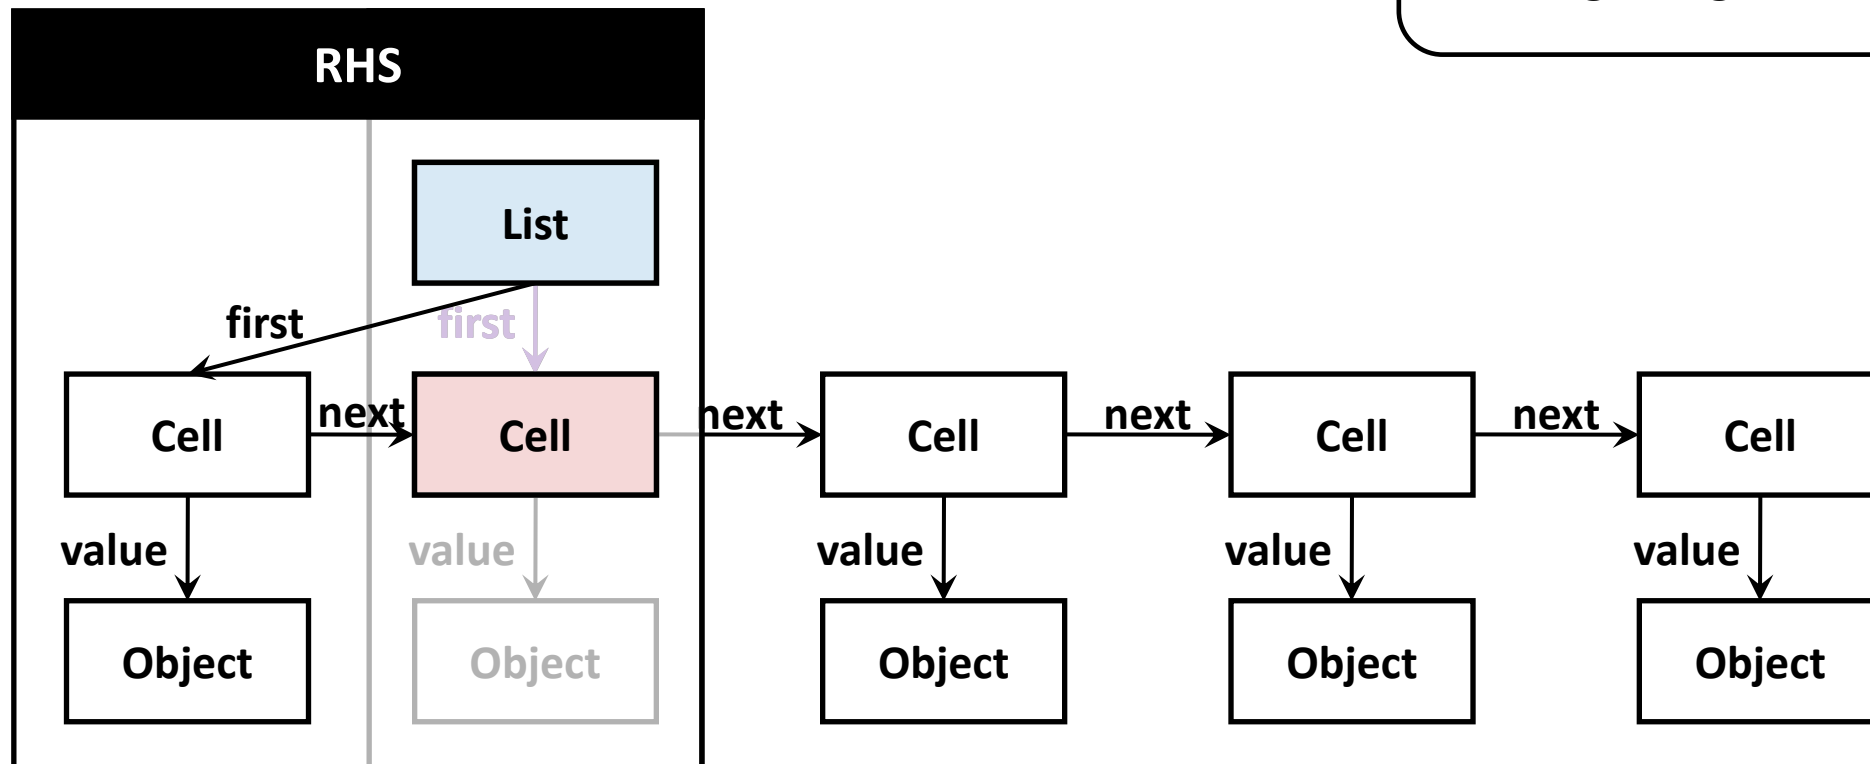 RHS
List
first first
Cell next Cell next Cell next Cell next Cell
value value value value value
Object Object Object Object Object